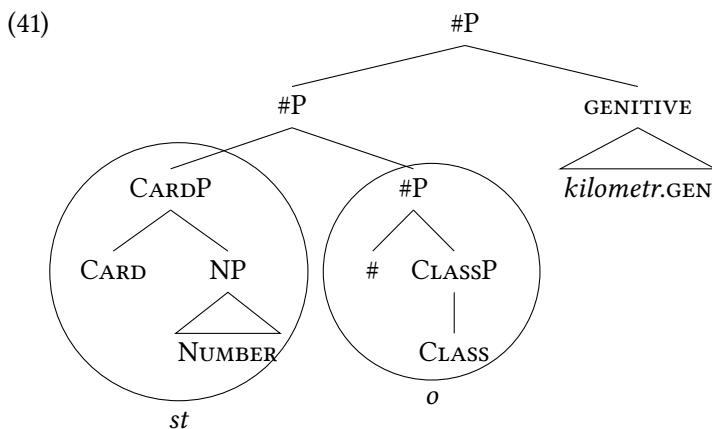 (41)
#P
#P GENITIVE
CARDP #P kilometr.GEN
CARD NP # CLASSP
NUMBER CLASS
st o